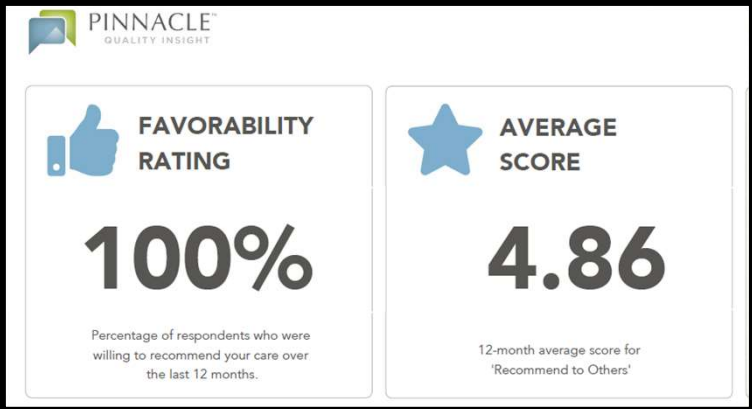 PINNACLE™
QUALITY INSIGHT
FAVORABILITY
RATING
100%
Percentage of respondents who were
willing to recommend your care over
the last 12 months.
AVERAGE
SCORE
4.86
12-month average score for
'Recommend to Others'